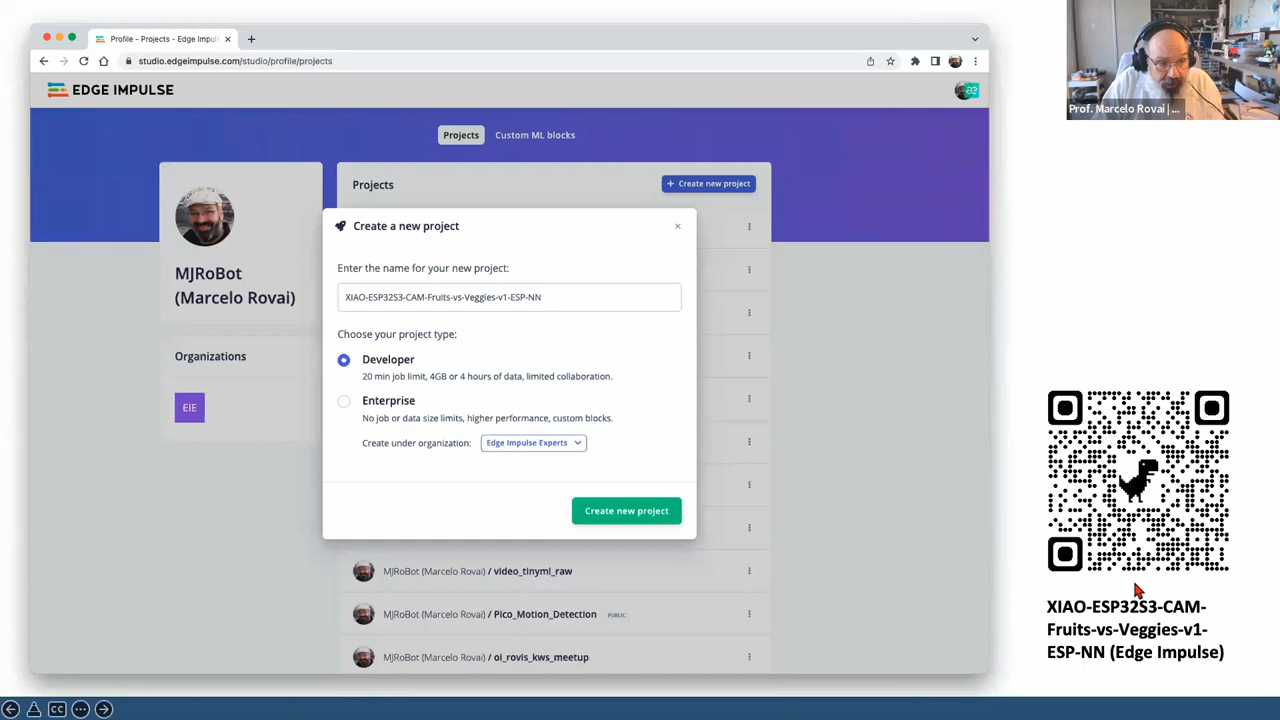 Profile - Projects - Edge Impul
studio.edgeimpulse.com/studio/profile/projects
EDGE IMPULSE
Projects
Custom ML blocks
MJRoBot
(Marcelo Rovai)
Organizations
EIE
Projects
+ Create new project
Create a new project
Enter the name for your new project:
XIAO-ESP32S3-CAM-Fruits-vs-Veggies-v1-ESP-NN
Choose your project type:
Developer
20 min job limit, 4GB or 4 hours of data, limited collaboration.
Enterprise
No job or data size limits, higher performance, custom blocks.
Create under organization: Edge Impulse Experts
Create new project
MJRoBot (Marcelo Rovai) / video_tinyml_raw
MJRoBot (Marcelo Rovai) / Pico_Motion_Detection PUBLIC
MJRoBot (Marcelo Rovai) / oi_rovis_kws_meetup
Prof. Marcelo Rovai | ...
XIAO-ESP32S3-CAM-
Fruits-vs-Veggies-v1-
ESP-NN (Edge Impulse)
CC